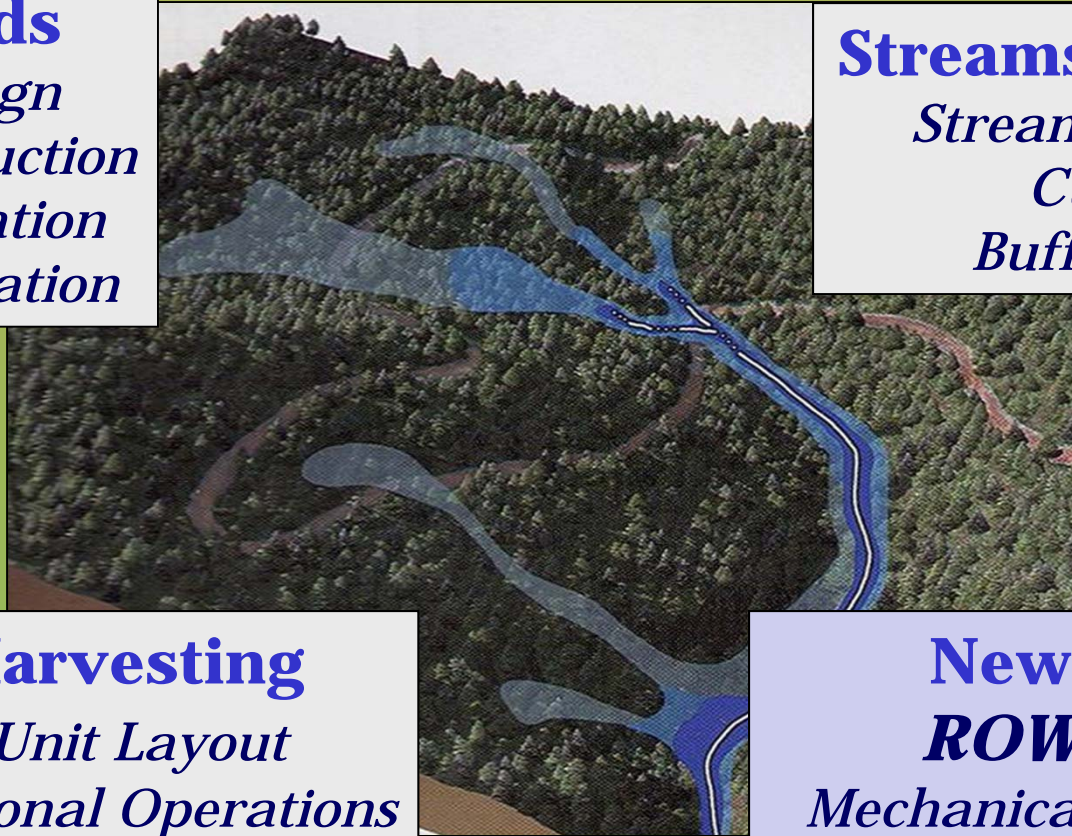 ds
gn
uction
ation
ation
Streams
Strean
C
Buff
arvesting
Unit Layout
onal Operations
New
ROW
Mechanica